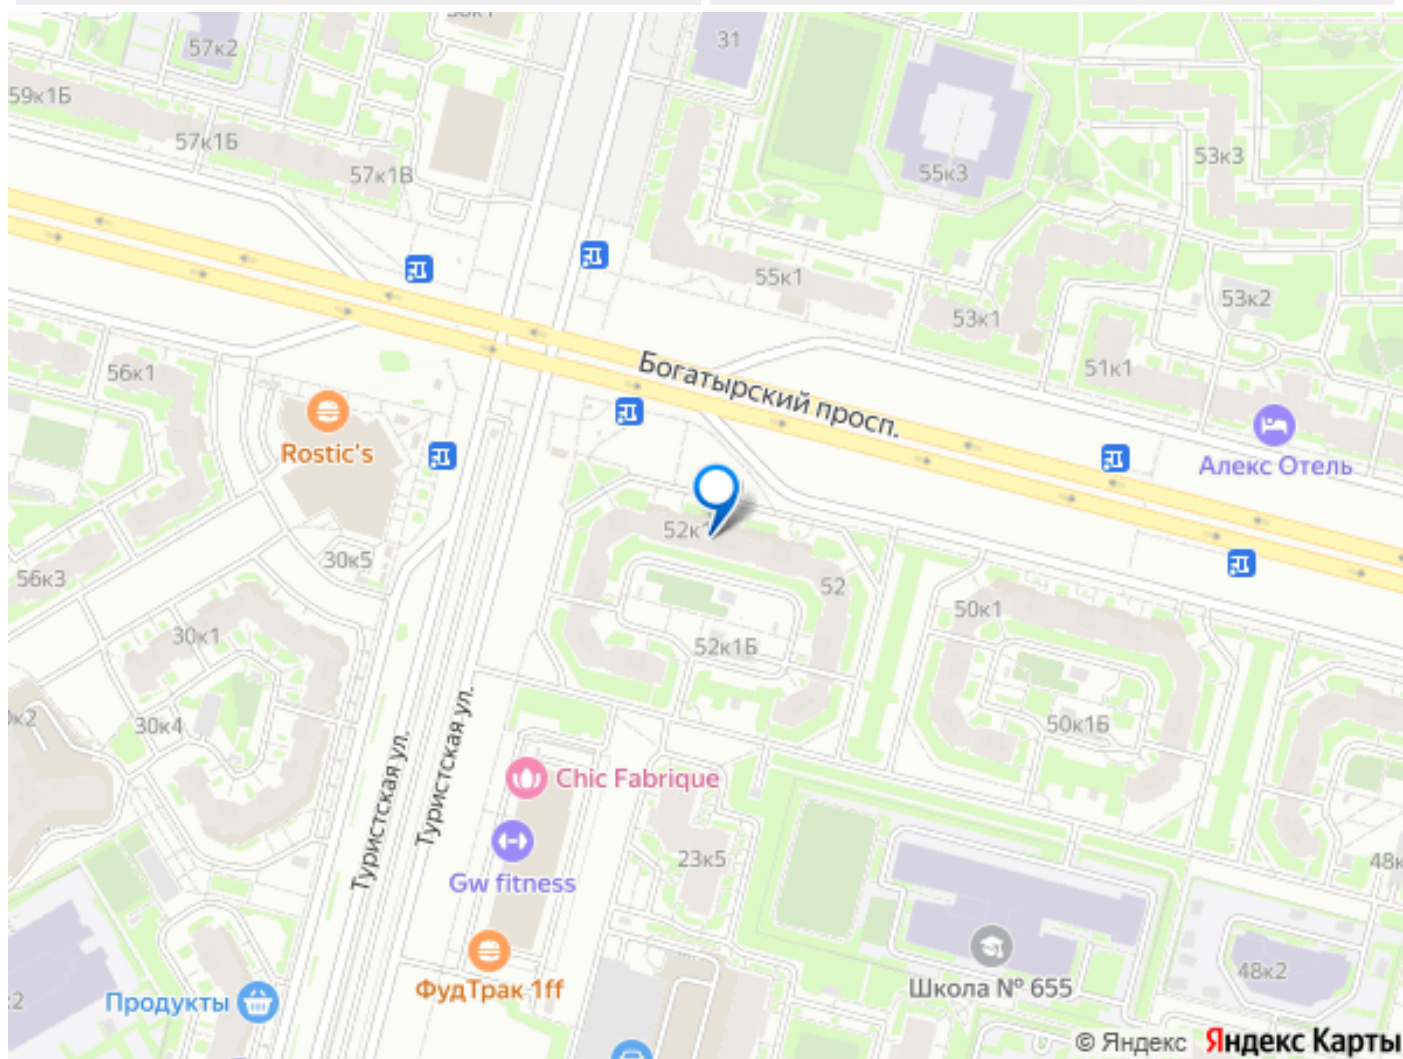 57к2
31
59к1Б
57к1Б
57к1В
55к3
53к3
55к1
53к2
53к1
Богатырский просп.
51к1
56к1
Rostic's
Алекс Отель
52к1
30к5
56к3
52
50к1
30к1
52к1Б
30к4
50к1Б
Туристская ул.
Туристская ул.
Chic Fabrique
23к5
Gw fitness
Школа № 655
48к2
ФудТрак 1ff
Продукты
© Яндекс Яндекс Карты